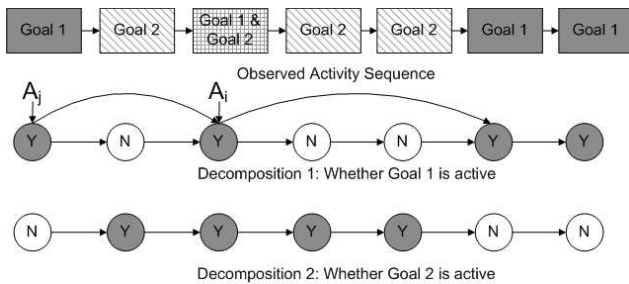 Goal 1 Goal 2 Goal 1 & Goal 2 Goal 2 Goal 2 Goal 1 Goal 1
Observed Activity Sequence
Aj Ai
Y N Y N N Y Y
Decomposition 1: Whether Goal 1 is active
N Y Y Y Y N N
Decomposition 2: Whether Goal 2 is active